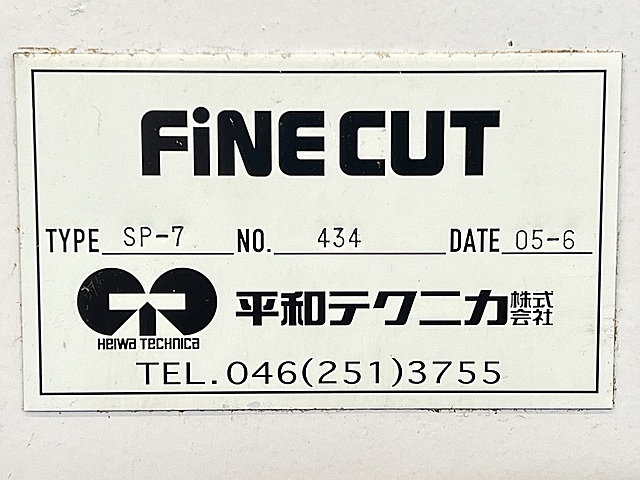 FiNE CUT
TYPE SP-7 NO. 434 DATE 05-6
平和テクニカ株式会社
HEIWA TECHNICA
TEL.046(251)3755